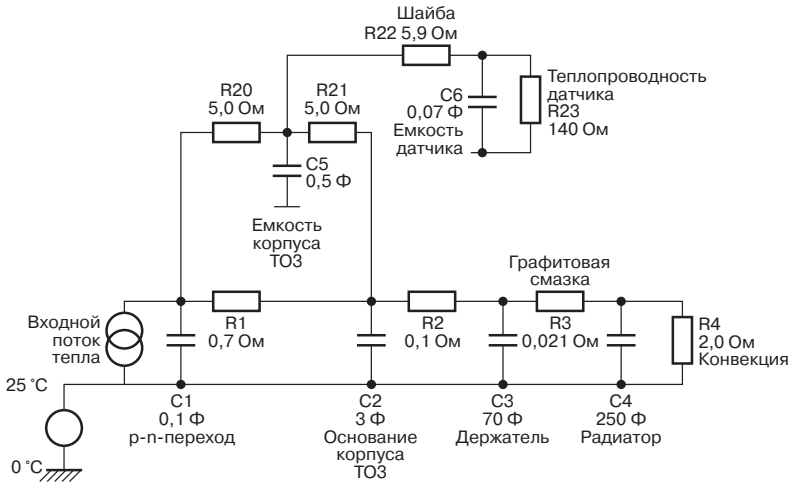 Шайба
R22 5,9 Ом
R20
5,0 Ом
R21
5,0 Ом
C6
0,07 Ф
Емкость
датчика
Теплопроводность
датчика
R23
140 Ом
C5
0,5 Ф
Емкость
корпуса
ТО3
Входной
поток
тепла
R1
0,7 Ом
R2
0,1 Ом
Графитовая
смазка
R3
0,021 Ом
R4
2,0 Ом
Конвекция
25 °C
0 °C
C1
0,1 Ф
p-n-переход
C2
3 Ф
Основание
корпуса
ТО3
C3
70 Ф
Держатель
C4
250 Ф
Радиатор